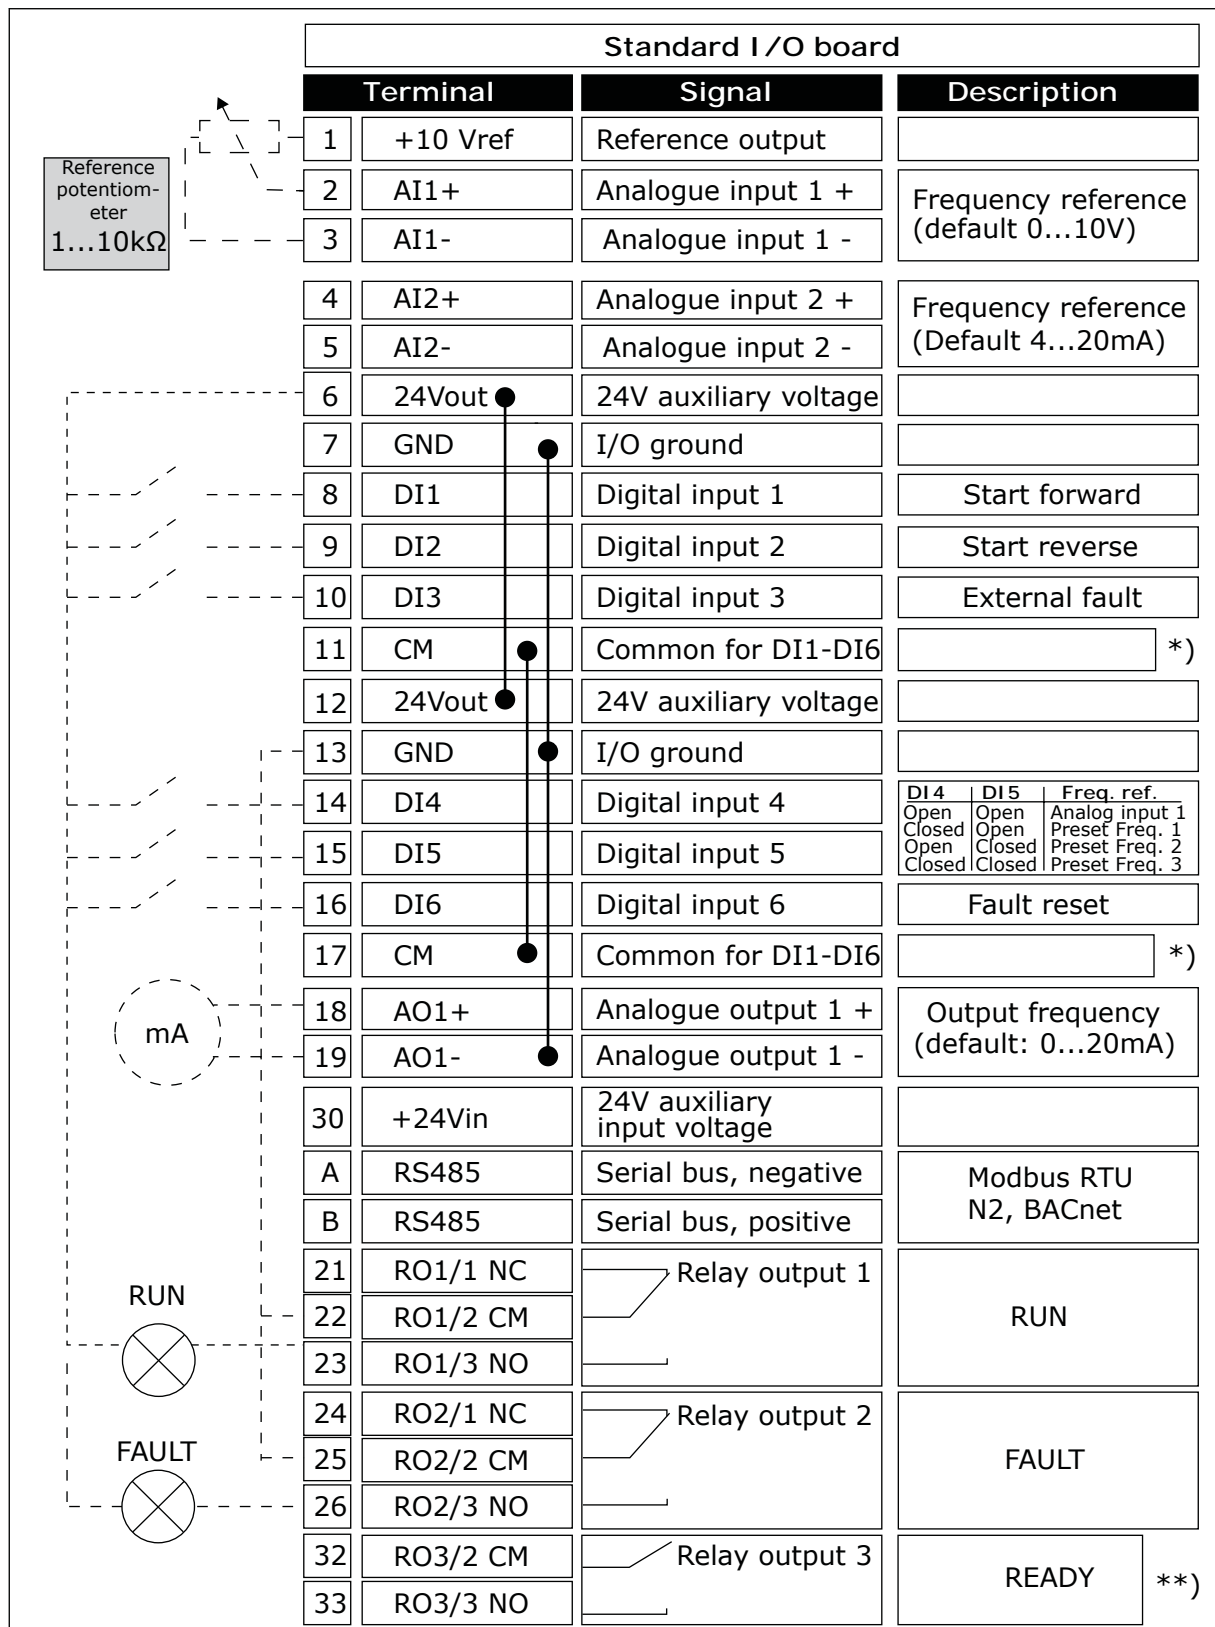 Standard I/O board
Terminal Signal Description
1 +10 Vref Reference output
Reference
potentiom-
eter
1...10kΩ
2 AI1+ Analogue input 1 +
3 AI1- Analogue input 1 -
Frequency reference
(default 0...10V)
4 AI2+ Analogue input 2 +
5 AI2- Analogue input 2 -
Frequency reference
(Default 4...20mA)
6 24Vout 24V auxiliary voltage
7 GND I/O ground
8 DI1 Digital input 1 Start forward
9 DI2 Digital input 2 Start reverse
10 DI3 Digital input 3 External fault
11 CM Common for DI1-DI6 *)
12 24Vout 24V auxiliary voltage
13 GND I/O ground
14 DI4 Digital input 4
15 DI5 Digital input 5
DI4 DI5 Freq. ref.
Open Open Analog input 1
Closed Open Preset Freq. 1
Open Closed Preset Freq. 2
Closed Closed Preset Freq. 3
16 DI6 Digital input 6 Fault reset
17 CM Common for DI1-DI6 *)
mA
18 AO1+ Analogue output 1 +
19 AO1- Analogue output 1 -
Output frequency
(default: 0...20mA)
30 +24Vin 24V auxiliary
input voltage
A RS485 Serial bus, negative
B RS485 Serial bus, positive
Modbus RTU
N2, BACnet
RUN
21 RO1/1 NC Relay output 1
22 RO1/2 CM RUN
23 RO1/3 NO
FAULT
24 RO2/1 NC Relay output 2
25 RO2/2 CM FAULT
26 RO2/3 NO
32 RO3/2 CM Relay output 3
READY **)
33 RO3/3 NO